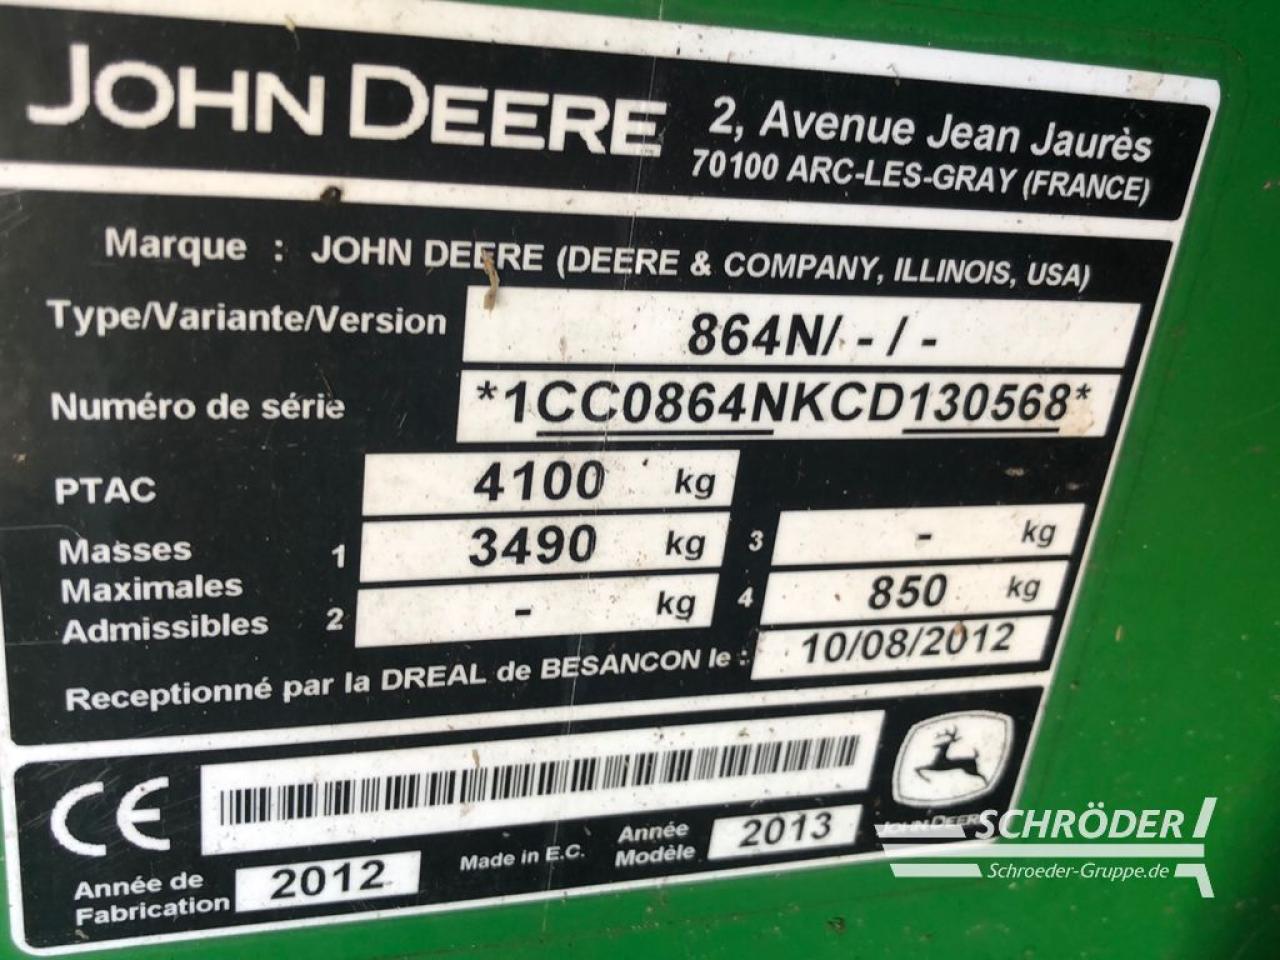 JOHN DEERE
2, Avenue Jean Jaurès
70100 ARC-LES-GRAY (FRANCE)
Marque : JOHN DEERE (DEERE & COMPANY, ILLINOIS, USA)
Type/Variante/Version 864N/ - / -
Numéro de série *1CC0864NKCD130568*
PTAC 4100 kg
Masses Maximales Admissibles
1 3490 kg
3 - kg
2 - kg
4 850 kg
Receptionné par la DREAL de BESANCON le : 10/08/2012
CE
JOHN DEERE
Année de Fabrication 2012
Made in E.C.
Année Modèle 2013
SCHRÖDER
Schroeder-Gruppe.de